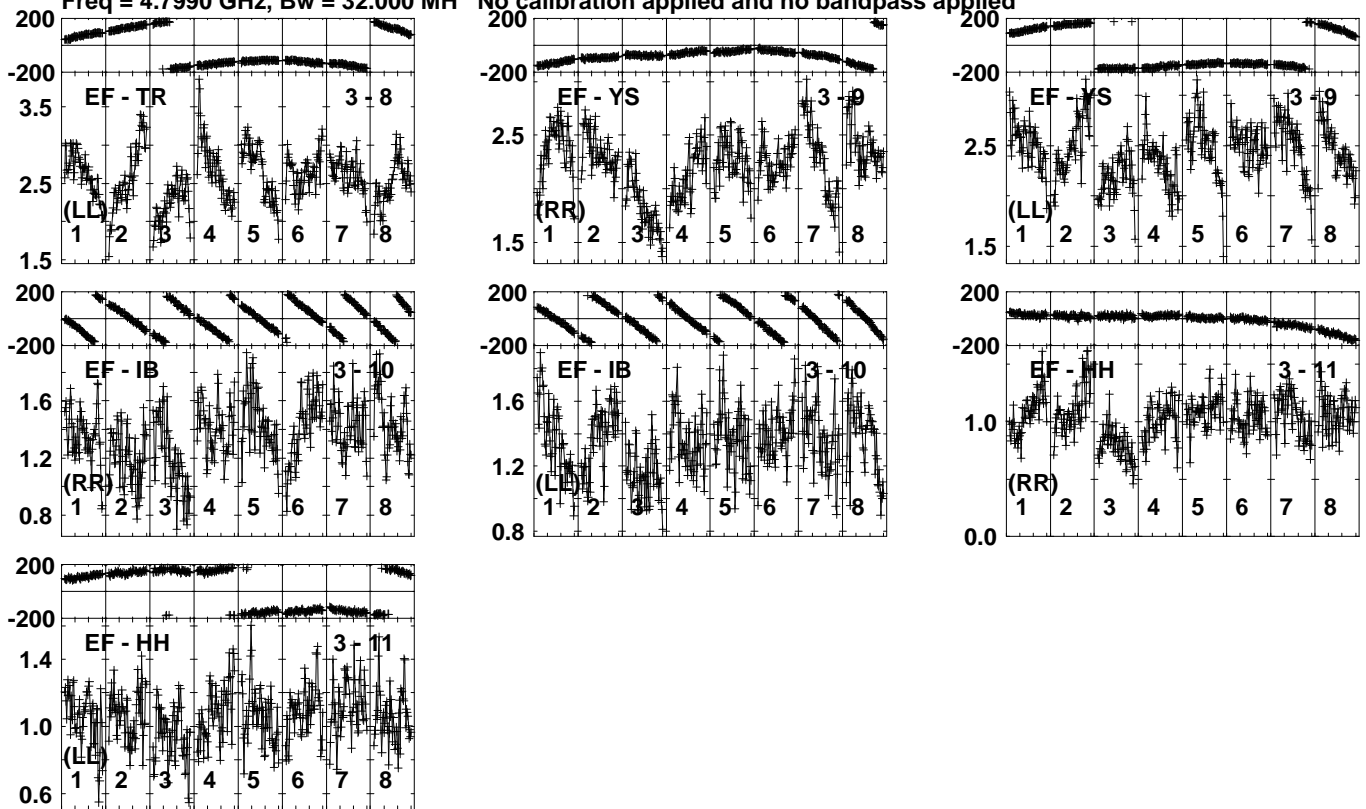 Freq = 4.7990 GHz, Bw = 32.000 MH No calibration applied and no bandpass applied
200
-200
EF - TR 3 - 8
3.5
2.5
(LL)
1 2 3 4 5 6 7 8
1.5
-200
EF - YS 3 - 9
2.5
(RR)
1 2 3 4 5 6 7 8
1.5
200
-200
EF - YS 3 - 9
2.5
(LL)
1 2 3 4 5 6 7 8
1.5
200
-200
EF - IB 3 - 10
1.6
1.2
(RR)
1 2 3 4 5 6 7 8
0.8
200
-200
EF - IB 3 - 10
1.6
1.2
(LL)
1 2 3 4 5 6 7 8
0.8
200
-200
EF - HH 3 - 11
1.0
(RR)
1 2 3 4 5 6 7 8
0.0
200
-200
EF - HH 3 - 11
1.4
1.0
(LL)
1 2 3 4 5 6 7 8
0.6